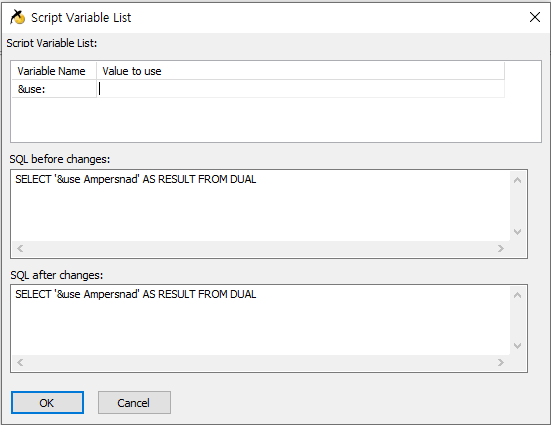 Script Variable List
Script Variable List:
Variable Name Value to use
&use:
SQL before changes:
SELECT '&use Ampersnad' AS RESULT FROM DUAL
SQL after changes:
SELECT '&use Ampersnad' AS RESULT FROM DUAL
OK Cancel